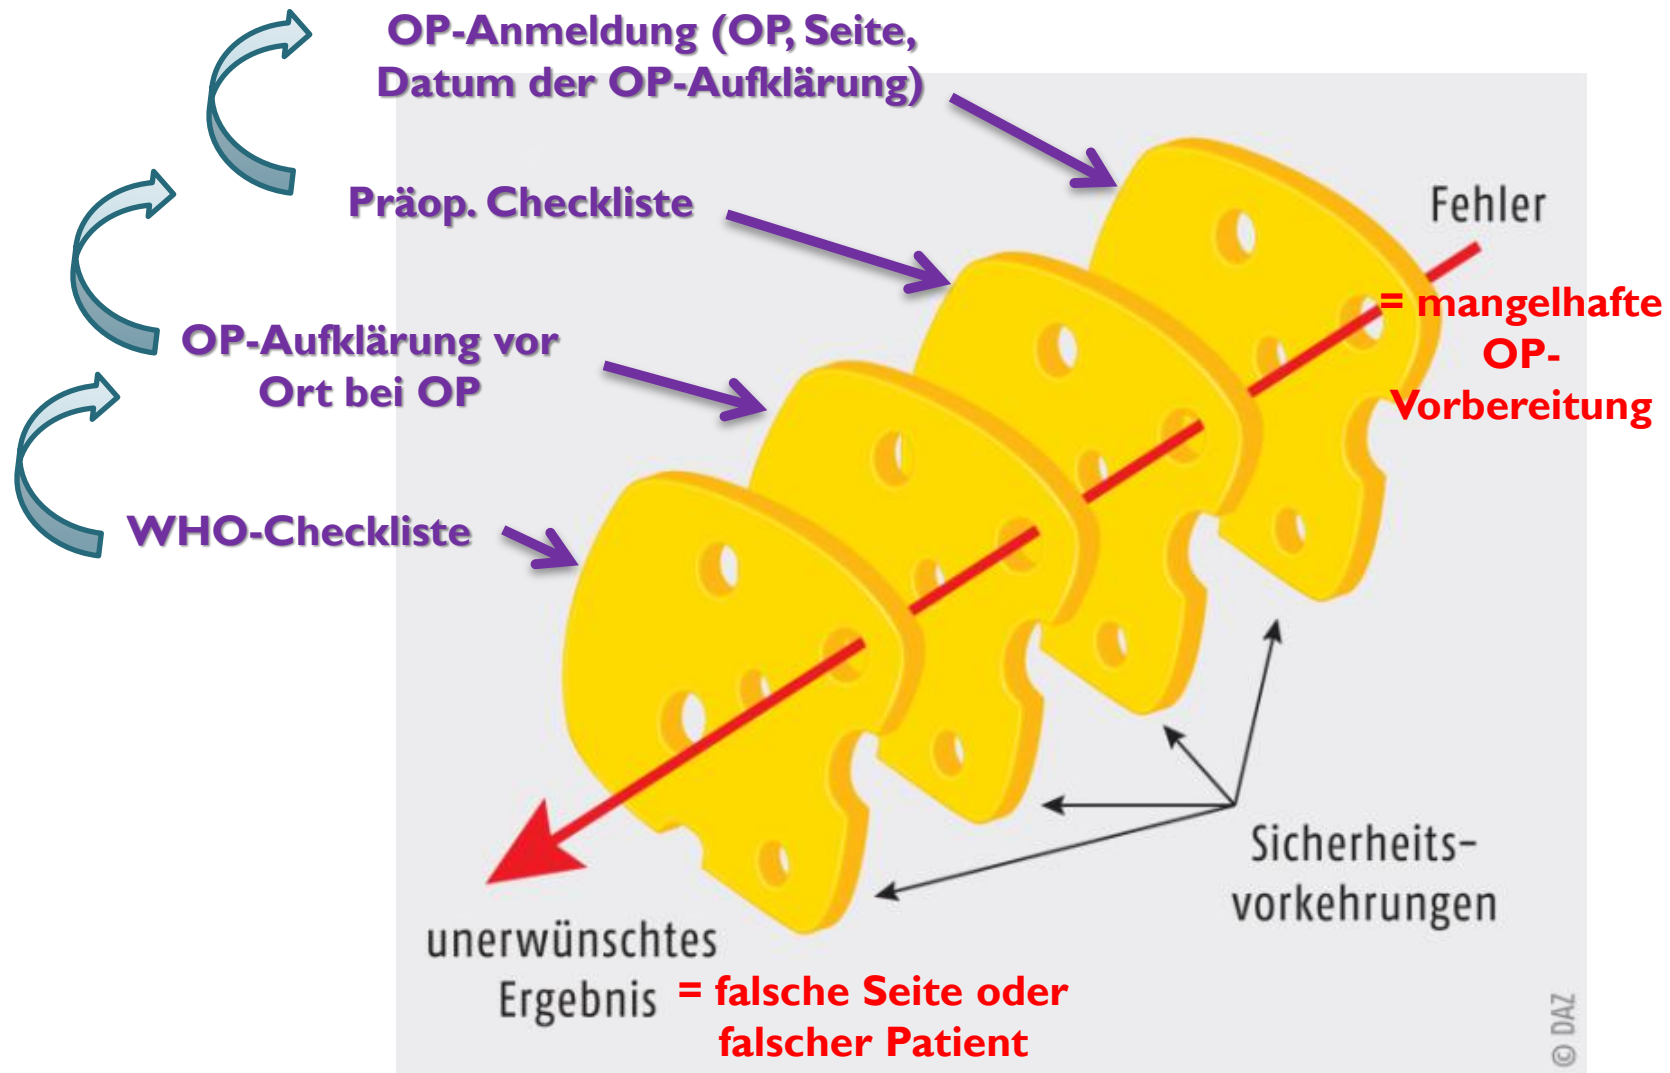 OP-Anmeldung (OP, Seite,
Datum der OP-Aufklärung)
Präop. Checkliste
Fehler
= mangelhafte
OP-
Vorbereitung
OP-Aufklärung vor
Ort bei OP
WHO-Checkliste
Sicherheits-
vorkehrungen
unerwünschtes
Ergebnis
= falsche Seite oder
falscher Patient
© DAZ